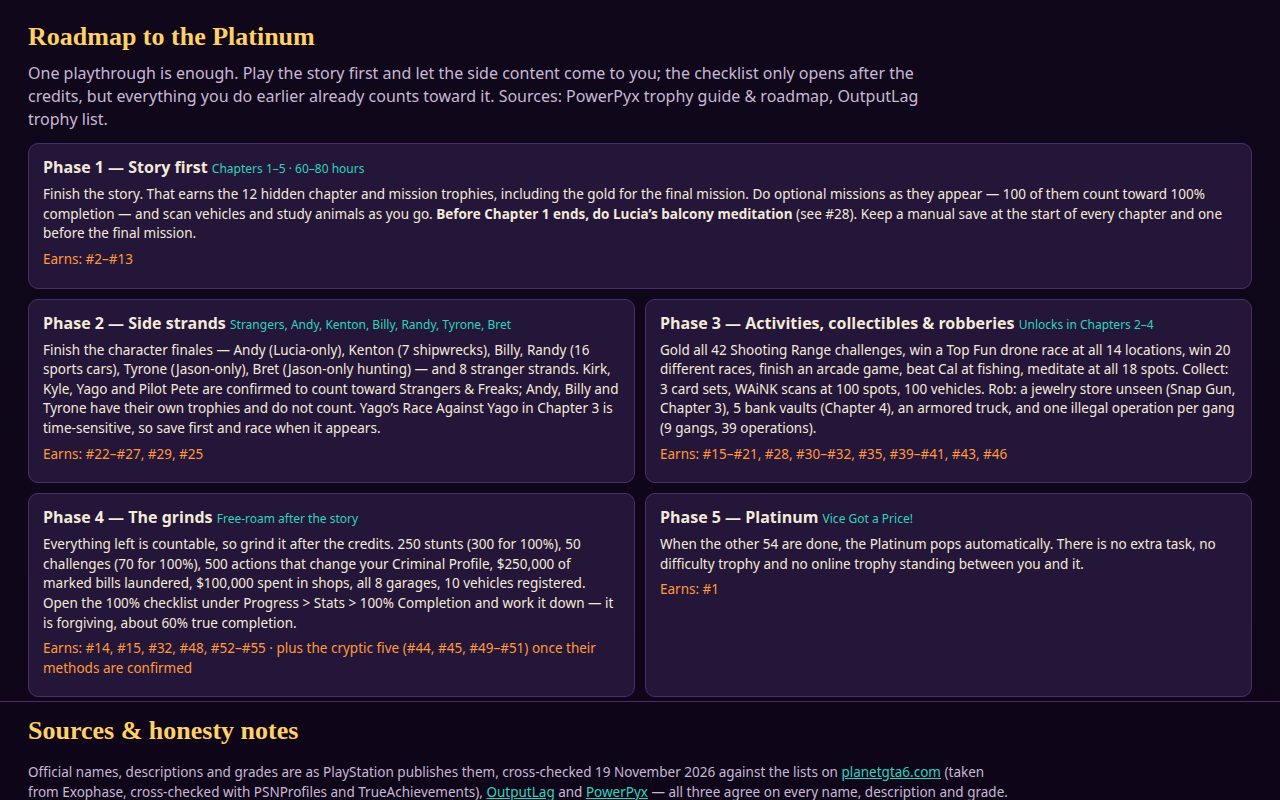 Roadmap to the Platinum
One playthrough is enough. Play the story first and let the side content come to you; the checklist only opens after the
credits, but everything you do earlier already counts toward it. Sources: PowerPyx trophy guide & roadmap, OutputLag
trophy list.
Phase 1 — Story first Chapters 1–5 · 60–80 hours
Finish the story. That earns the 12 hidden chapter and mission trophies, including the gold for the final mission. Do optional missions as they appear — 100 of them count toward 100%
completion — and scan vehicles and study animals as you go. Before Chapter 1 ends, do Lucia’s balcony meditation (see #28). Keep a manual save at the start of every chapter and one
before the final mission.
Earns: #2–#13
Phase 2 — Side strands Strangers, Andy, Kenton, Billy, Randy, Tyrone, Bret
Finish the character finales — Andy (Lucia-only), Kenton (7 shipwrecks), Billy, Randy (16
sports cars), Tyrone (Jason-only), Bret (Jason-only hunting) — and 8 stranger strands. Kirk,
Kyle, Yago and Pilot Pete are confirmed to count toward Strangers & Freaks; Andy, Billy and
Tyrone have their own trophies and do not count. Yago’s Race Against Yago in Chapter 3 is
time-sensitive, so save first and race when it appears.
Earns: #22–#27, #29, #25
Phase 3 — Activities, collectibles & robberies Unlocks in Chapters 2–4
Gold all 42 Shooting Range challenges, win a Top Fun drone race at all 14 locations, win 20
different races, finish an arcade game, beat Cal at fishing, meditate at all 18 spots. Collect:
3 card sets, WAiNK scans at 100 spots, 100 vehicles. Rob: a jewelry store unseen (Snap Gun,
Chapter 3), 5 bank vaults (Chapter 4), an armored truck, and one illegal operation per gang
(9 gangs, 39 operations).
Earns: #15–#21, #28, #30–#32, #35, #39–#41, #43, #46
Phase 4 — The grinds Free-roam after the story
Everything left is countable, so grind it after the credits. 250 stunts (300 for 100%), 50
challenges (70 for 100%), 500 actions that change your Criminal Profile, $250,000 of
marked bills laundered, $100,000 spent in shops, all 8 garages, 10 vehicles registered.
Open the 100% checklist under Progress > Stats > 100% Completion and work it down — it
is forgiving, about 60% true completion.
Earns: #14, #15, #32, #48, #52–#55 · plus the cryptic five (#44, #45, #49–#51) once their
methods are confirmed
Phase 5 — Platinum Vice Got a Price!
When the other 54 are done, the Platinum pops automatically. There is no extra task, no
difficulty trophy and no online trophy standing between you and it.
Earns: #1
Sources & honesty notes
Official names, descriptions and grades are as PlayStation publishes them, cross-checked 19 November 2026 against the lists on planetgta6.com (taken
from Exophase, cross-checked with PSNProfiles and TrueAchievements), OutputLag and PowerPyx — all three agree on every name, description and grade.